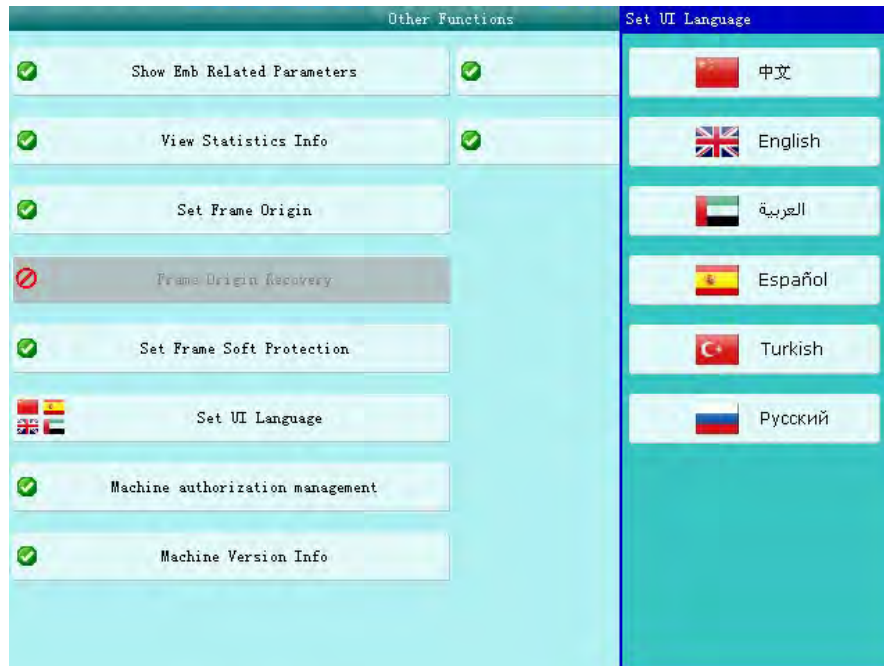 Other Functions
Show Emb Related Parameters
View Statistics Info
Set Frame Origin
Frame Origin Recovery
Set Frame Soft Protection
Set UI Language
Machine authorization management
Machine Version Info
Set UI Language
中文
English
العربية
Español
Turkish
Русский